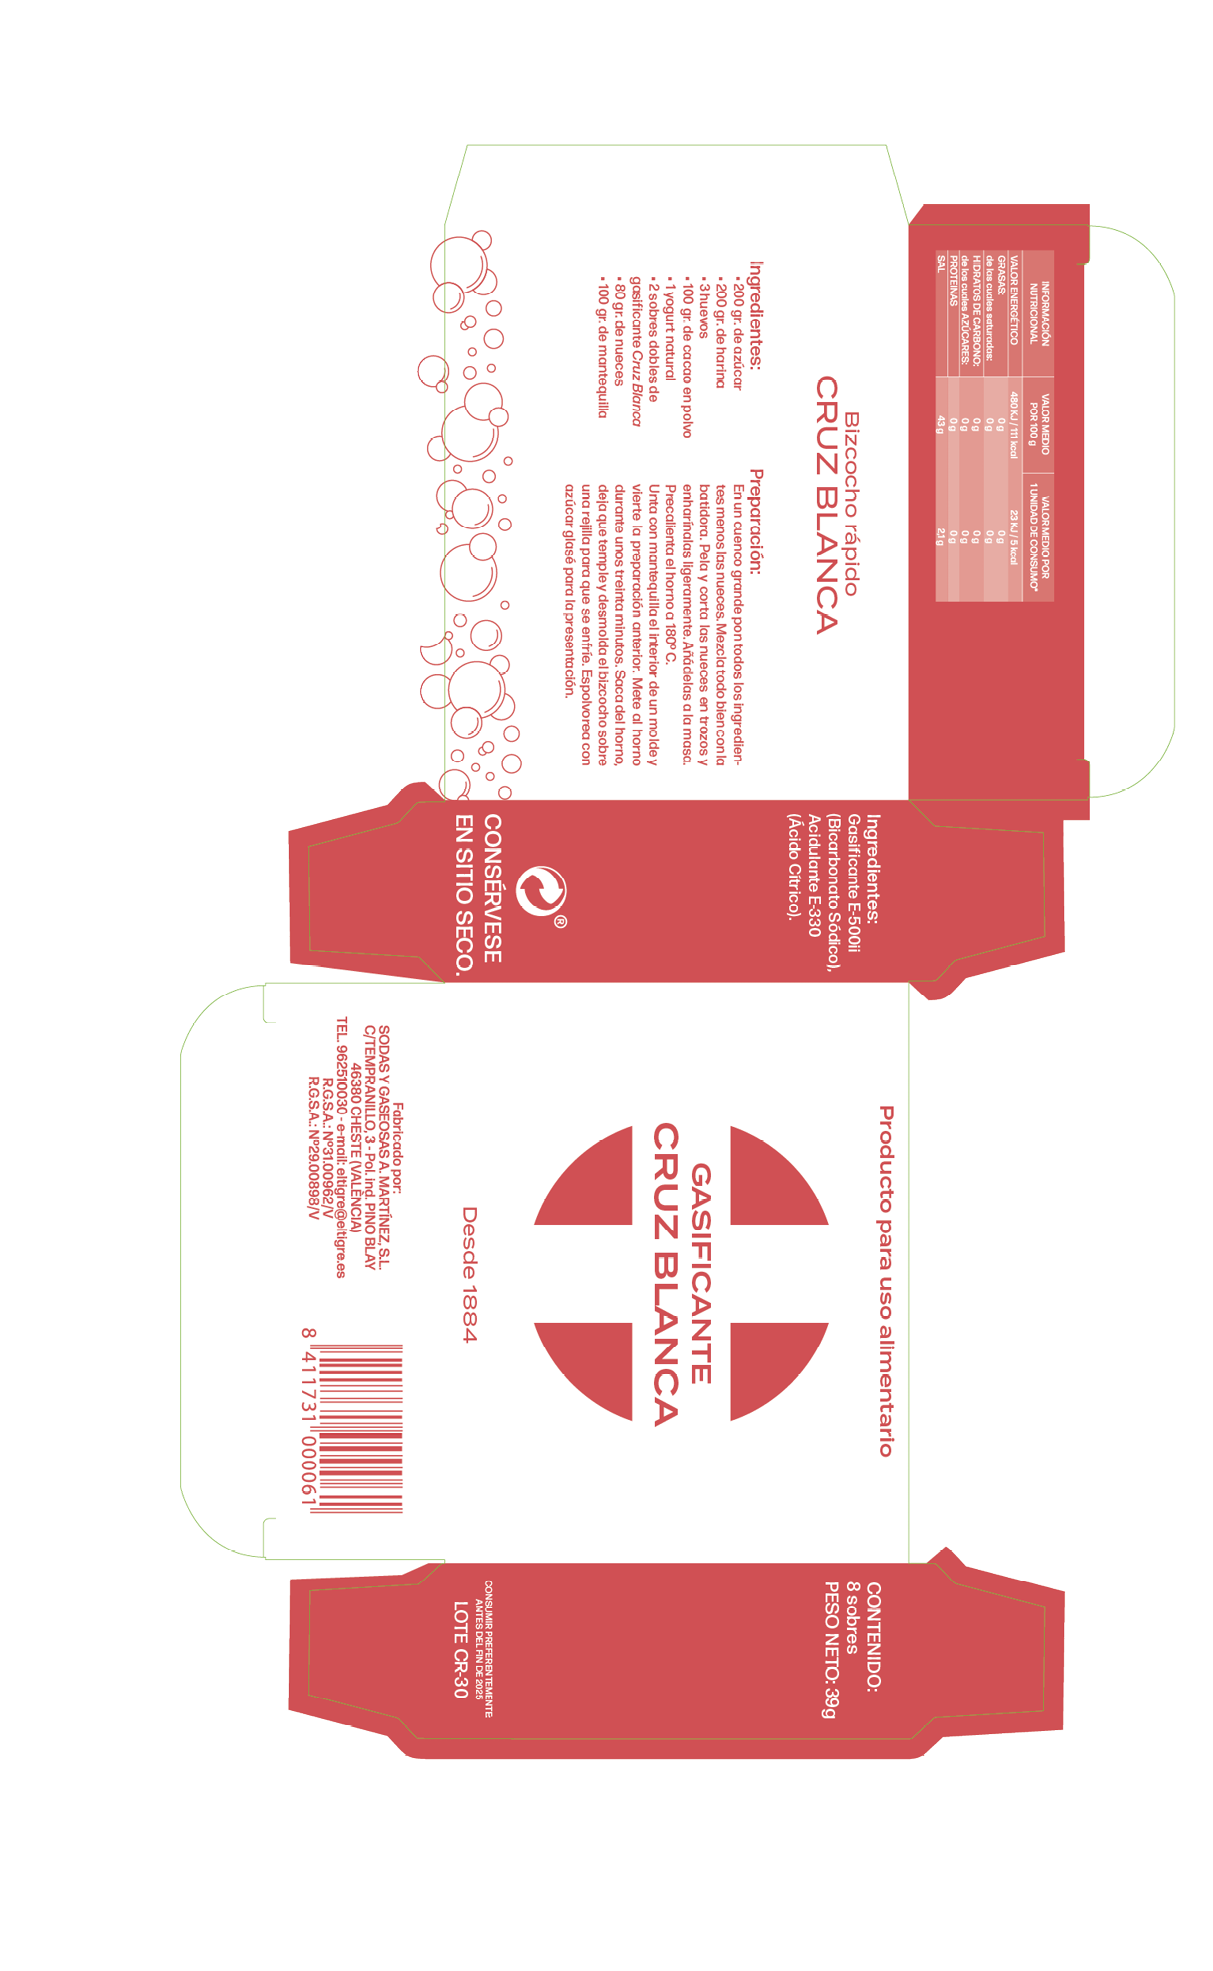 INFORMACIÓN
NUTRICIONAL
VALOR MEDIO
POR 100 g
VALOR MEDIO POR
1 UNIDAD DE CONSUMO*
VALOR ENERGÉTICO 480 KJ / 111 kcal 23 KJ / 5 kcal
GRASAS: 0 g 0 g
de las cuales saturadas: 0 g 0 g
HIDRATOS DE CARBONO: 0 g 0 g
de los cuales AZÚCARES: 0 g 0 g
PROTEÍNAS 0 g 0 g
SAL 43 g 2,1 g
Bizcocho rápido
CRUZ BLANCA
Ingredientes:
• 200 gr. de azúcar
• 200 gr. de harina
• 3 huevos
• 100 gr. de cacao en polvo
• 1 yogurt natural
• 2 sobres dobles de
gasificante Cruz Blanca
• 80 gr. de nueces
• 100 gr. de mantequilla
Preparación:
En un cuenco grande pon todos los ingredien-
tes menos las nueces. Mezcla todo bien con la
batidora. Pela y corta las nueces en trozos y
enharínalas ligeramente. Añádelas a la masa.
Precalienta el horno a 180º C.
Unta con mantequilla el interior de un molde y
vierte la preparación anterior. Mete al horno
durante unos treinta minutos. Saca del horno,
deja que temple y desmolda el bizcocho sobre
una rejilla para que se enfríe. Espolvorea con
azúcar glasé para la presentación.
Ingredientes:
Gasificante E-500ii
(Bicarbonato Sódico),
Acidulante E-330
(Ácido Cítrico).
®
CONSÉRVESE
EN SITIO SECO.
Producto para uso alimentario
GASIFICANTE
CRUZ BLANCA
Desde 1884
Fabricado por:
SODAS Y GASEOSAS A. MARTÍNEZ, S.L.
C/TEMPRANILLO, 3 - Pol. ind. PINO BLAY
46380 CHESTE (VALÈNCIA)
TEL. 962510030 - e-mail: eltigre@eltigre.es
R.G.S.A.: Nº31.00962/V
R.G.S.A.: Nº29.00898/V
8 411731 000061
CONTENIDO:
8 sobres
PESO NETO: 39g
CONSUMIR PREFERENTEMENTE
ANTES DEL FIN DE 2025
LOTE CR-30